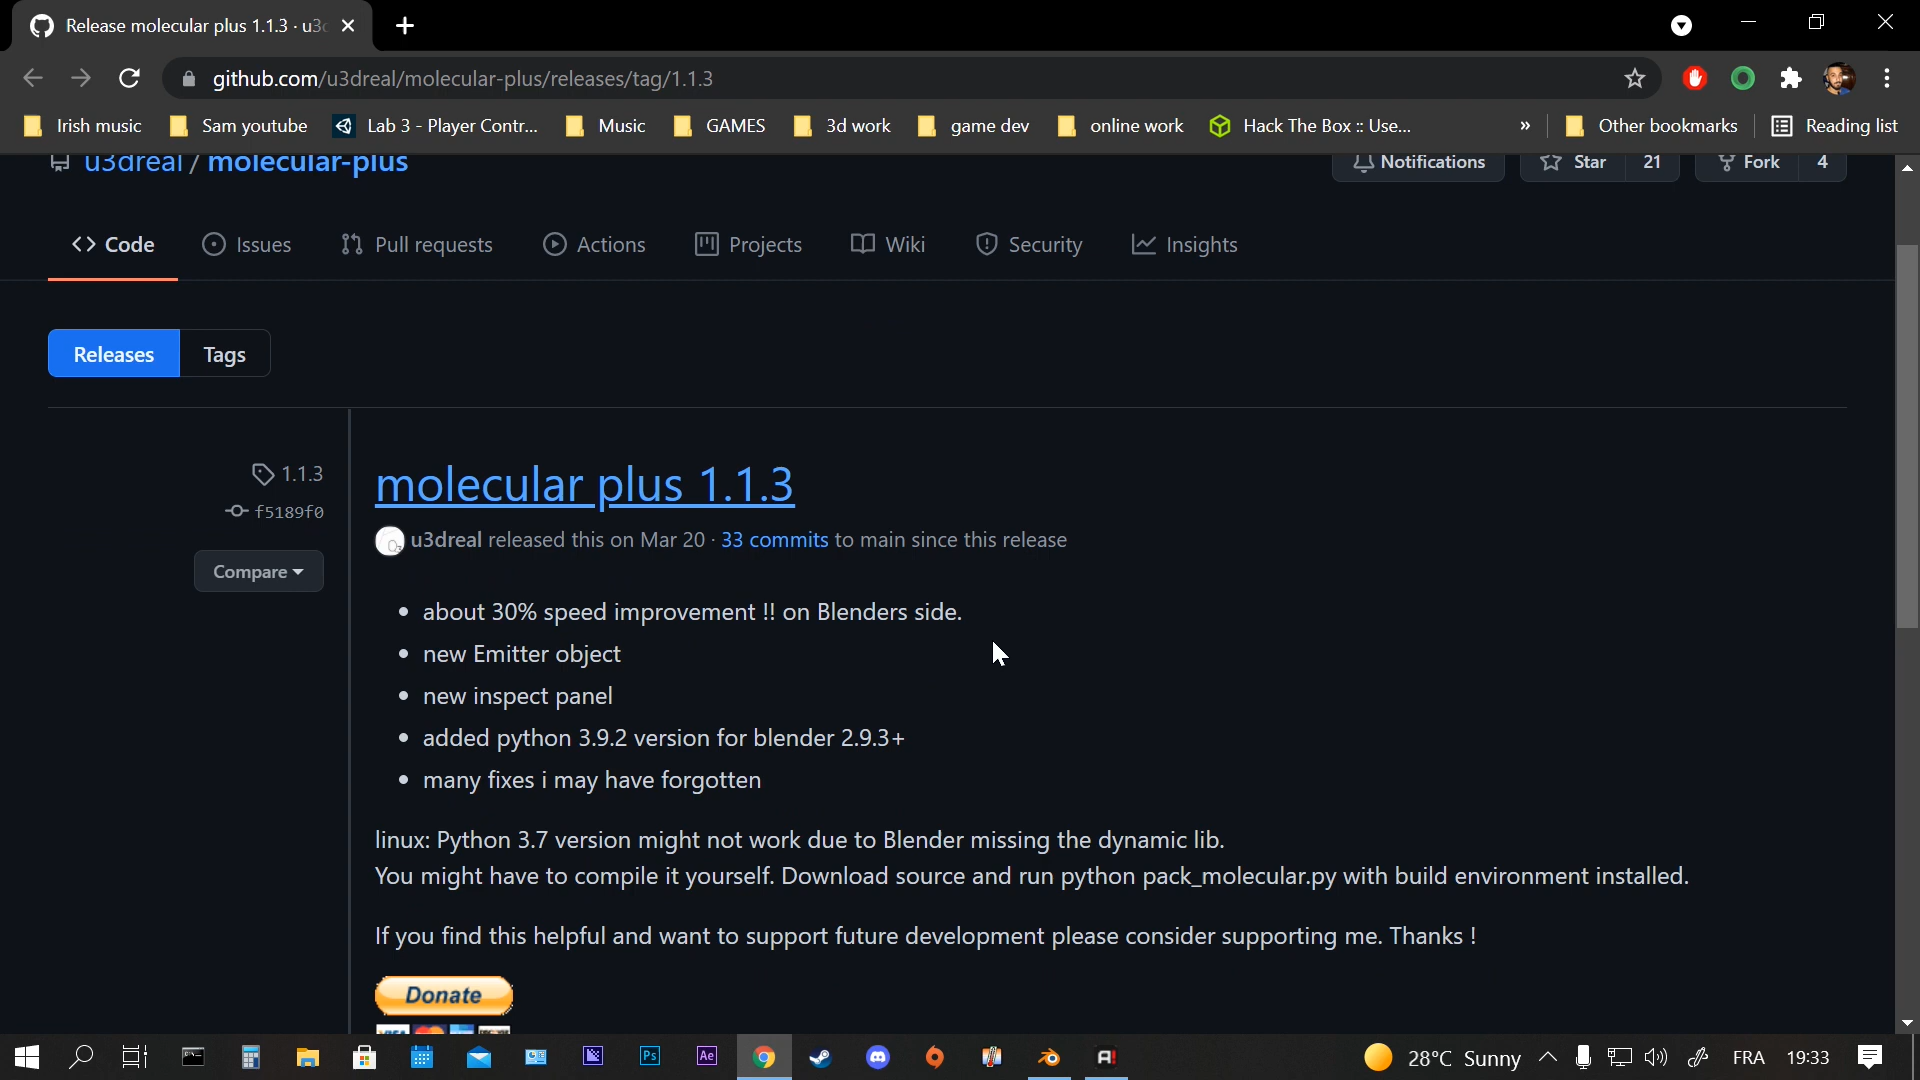 Release molecular plus 1.1.3 · u3d
github.com/u3dreal/molecular-plus/releases/tag/1.1.3
Irish music
Sam youtube
Lab 3 - Player Contr...
Music
GAMES
3d work
game dev
online work
Hack The Box :: Use...
»
Other bookmarks
Reading list
u3dreal / molecular-plus
Notifications
Star 21
Fork 4
Code
Issues
Pull requests
Actions
Projects
Wiki
Security
Insights
Releases
Tags
1.1.3
f5189f0
Compare
molecular plus 1.1.3
u3dreal released this on Mar 20 · 33 commits to main since this release
• about 30% speed improvement !! on Blenders side.
• new Emitter object
• new inspect panel
• added python 3.9.2 version for blender 2.9.3+
• many fixes i may have forgotten
linux: Python 3.7 version might not work due to Blender missing the dynamic lib.
You might have to compile it yourself. Download source and run python pack_molecular.py with build environment installed.
If you find this helpful and want to support future development please consider supporting me. Thanks !
Donate
Ps
Ae
A!
28°C Sunny
FRA
19:33